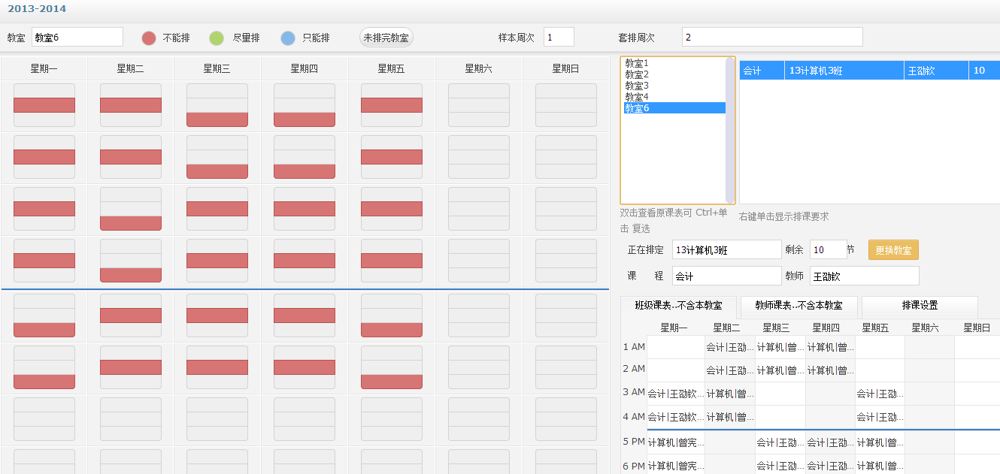 2013-2014
教室 教室6 不能排 尽量排 只能排 未排完教室 样本周次 1 套排周次 2
星期一 星期二 星期三 星期四 星期五 星期六 星期日
教室1
教室2
教室3
教室4
教室6
会计 13计算机3班 王劭钦 10
双击查看原课表可 Ctrl+单
击 复选
右键单击显示排课要求
正在排定 13计算机3班 剩余 10 节 更换教室
课 程 会计 教师 王劭钦
班级课表..不含本教室 教师课表..不含本教室 排课设置
星期一 星期二 星期三 星期四 星期五 星期六 星期日
1 AM 会计|王劭... 计算机|曾... 计算机|曾...
2 AM 会计|王劭... 计算机|曾... 计算机|曾...
3 AM 会计|王劭钦... 计算机|曾... 会计|王劭...
4 AM 会计|王劭钦... 计算机|曾... 会计|王劭...
5 PM 计算机|曾宪... 会计|王劭... 会计|王劭... 计算机|曾...
6 PM 计算机|曾宪... 会计|王劭... 会计|王劭... 计算机|曾...